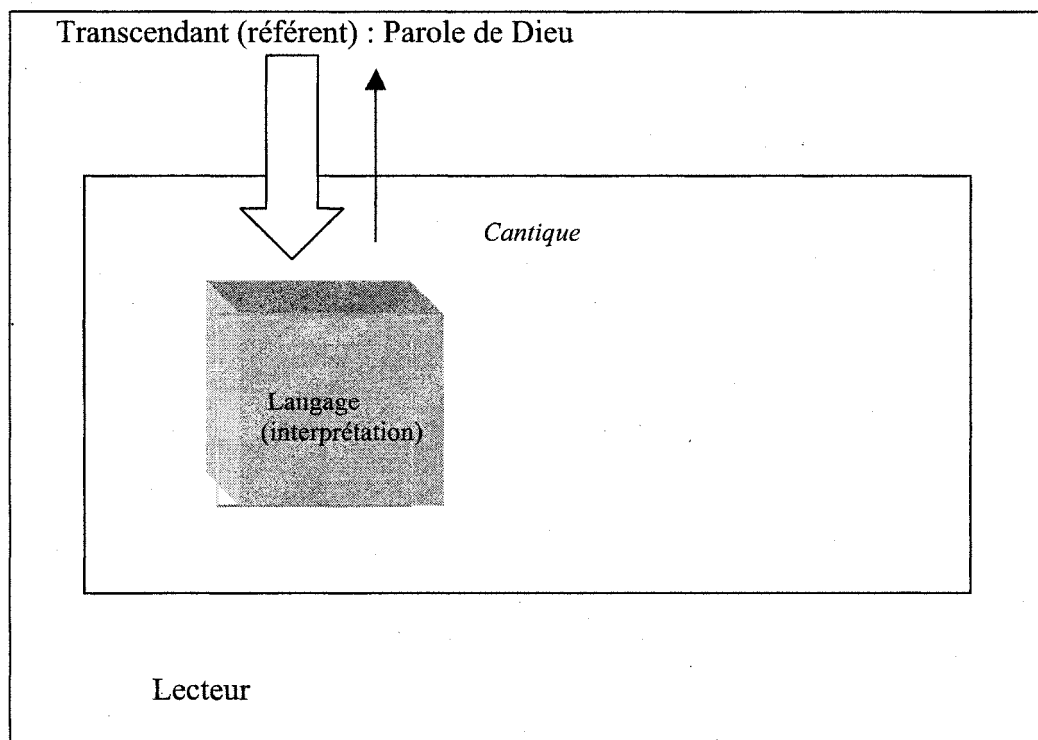 Transcendant (référent) : Parole de Dieu
Cantique
Langage
(interprétation)
Lecteur